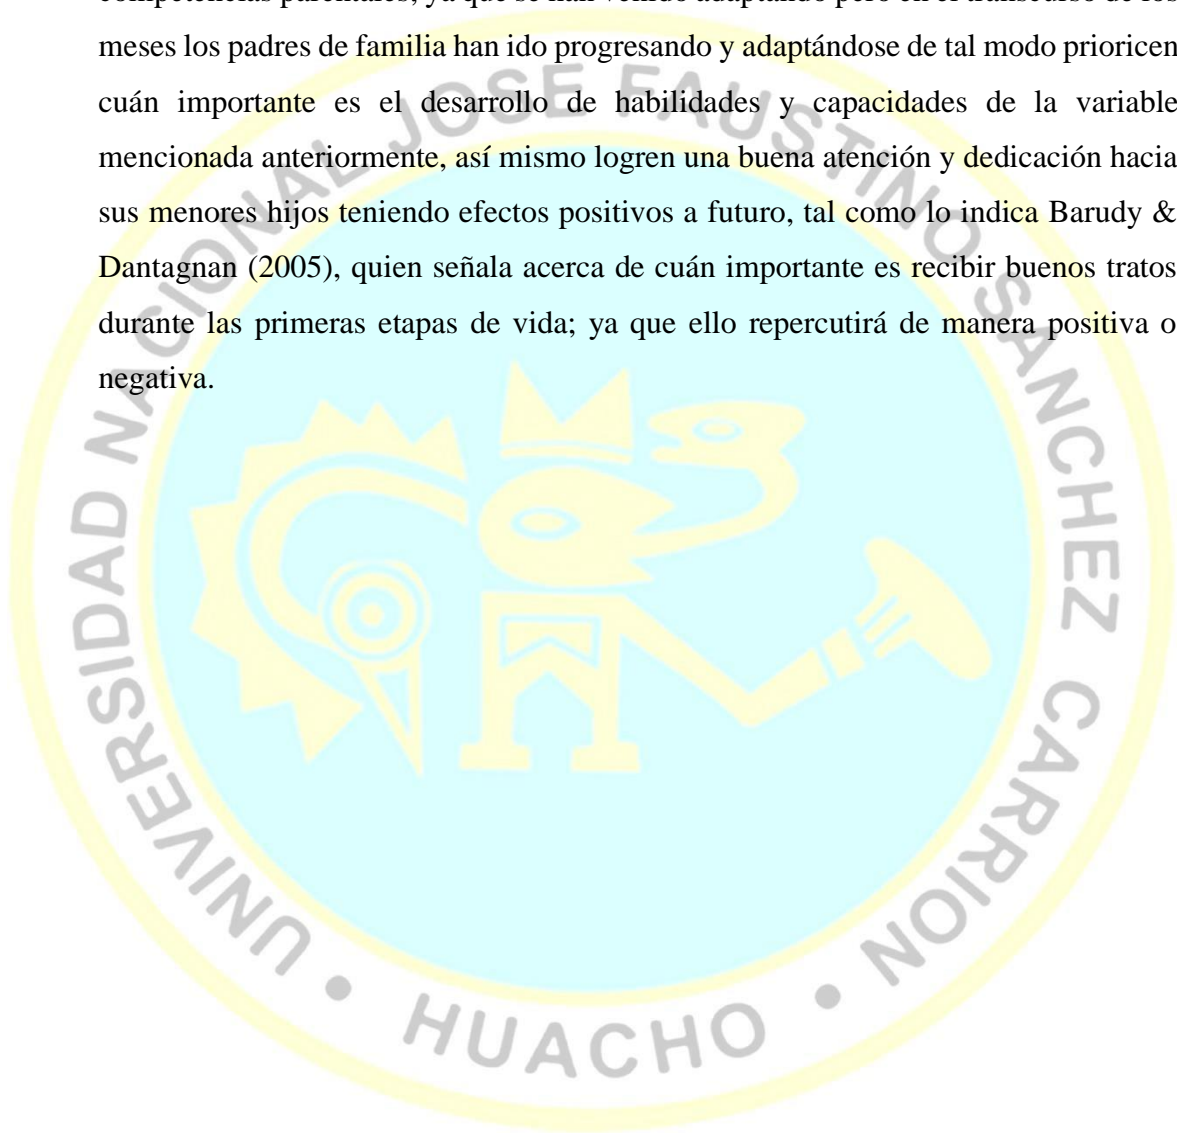 competencias parentales, ya que se han venido adaptando pero en el transcurso de los
meses los padres de familia han ido progresando y adaptándose de tal modo prioricen
cuán importante es el desarrollo de habilidades y capacidades de la variable
mencionada anteriormente, así mismo logren una buena atención y dedicación hacia
sus menores hijos teniendo efectos positivos a futuro, tal como lo indica Barudy &
Dantagnan (2005), quien señala acerca de cuán importante es recibir buenos tratos
durante las primeras etapas de vida; ya que ello repercutirá de manera positiva o
negativa.
UNIVERSIDAD NACIONAL JOSE FAUSTINO SANCHEZ CARRION
• HUACHO •